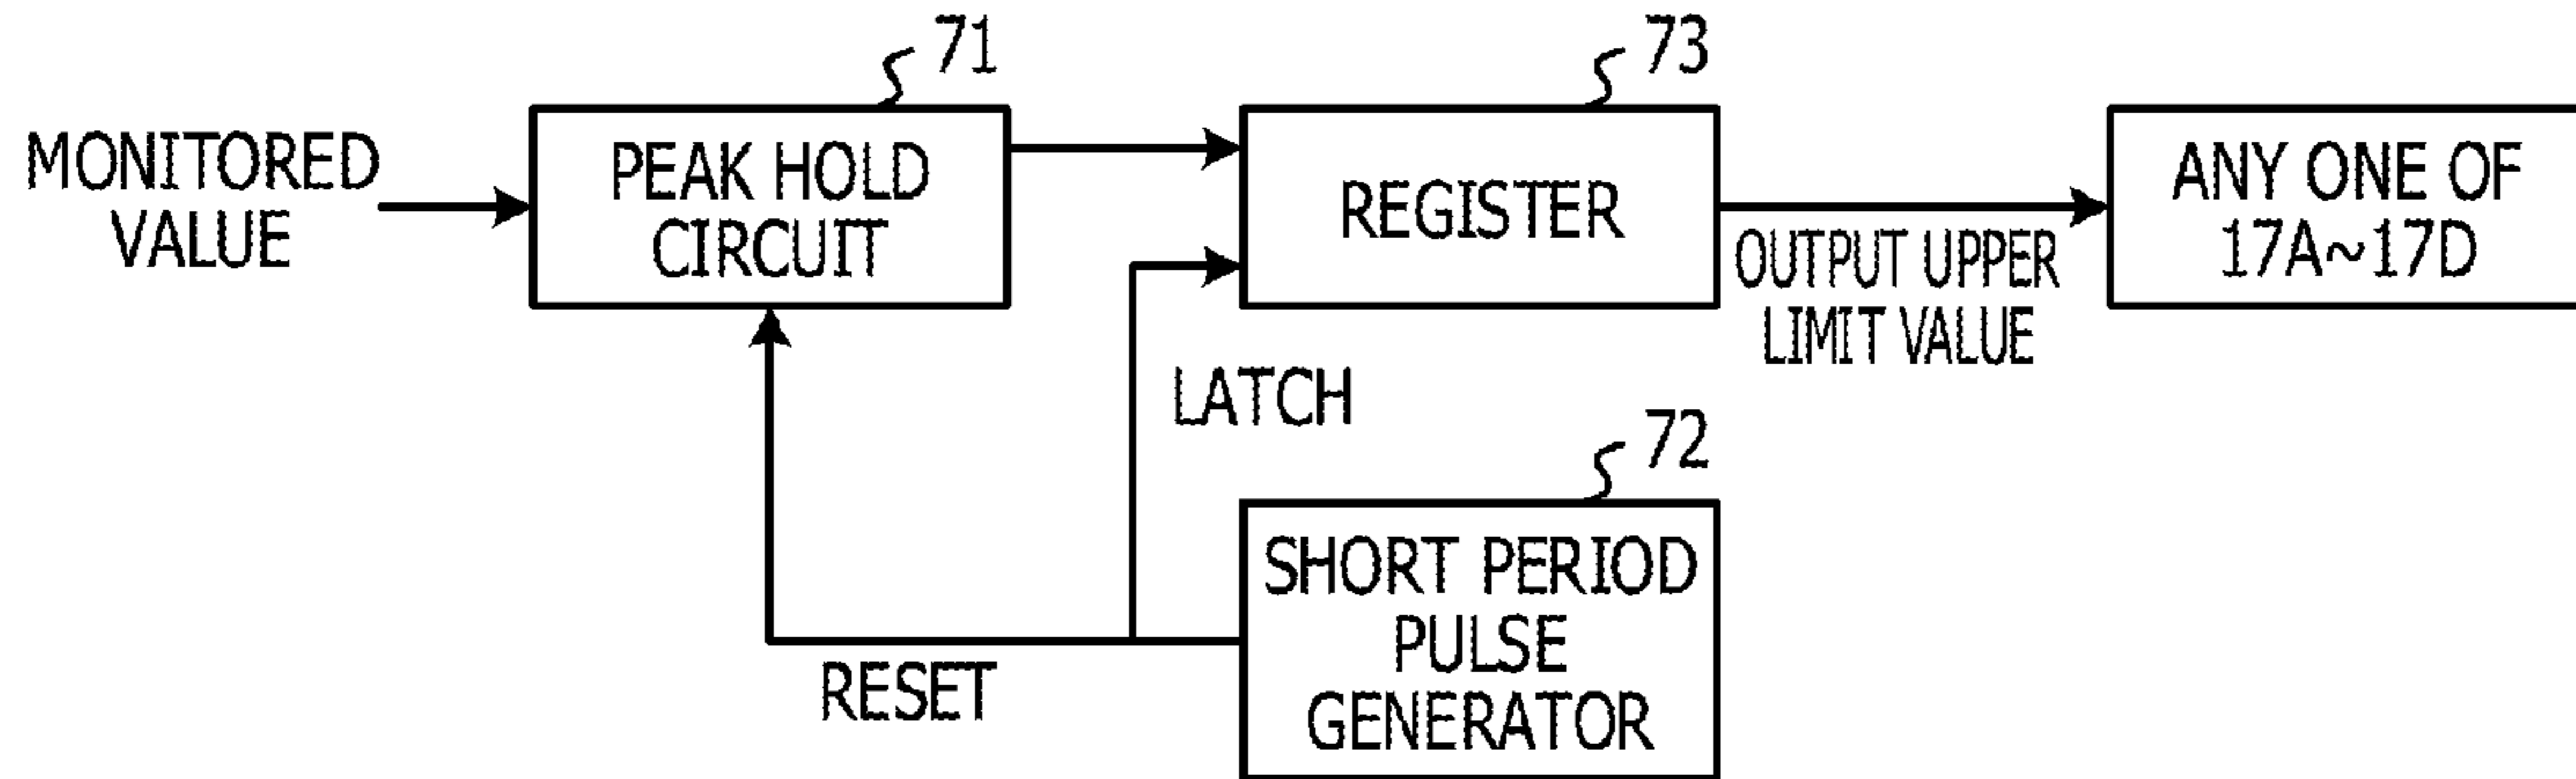 71
73
MONITORED
VALUE
PEAK HOLD
CIRCUIT
REGISTER
OUTPUT UPPER
LIMIT VALUE
ANY ONE OF
17A~17D
LATCH
72
SHORT PERIOD
PULSE
GENERATOR
RESET